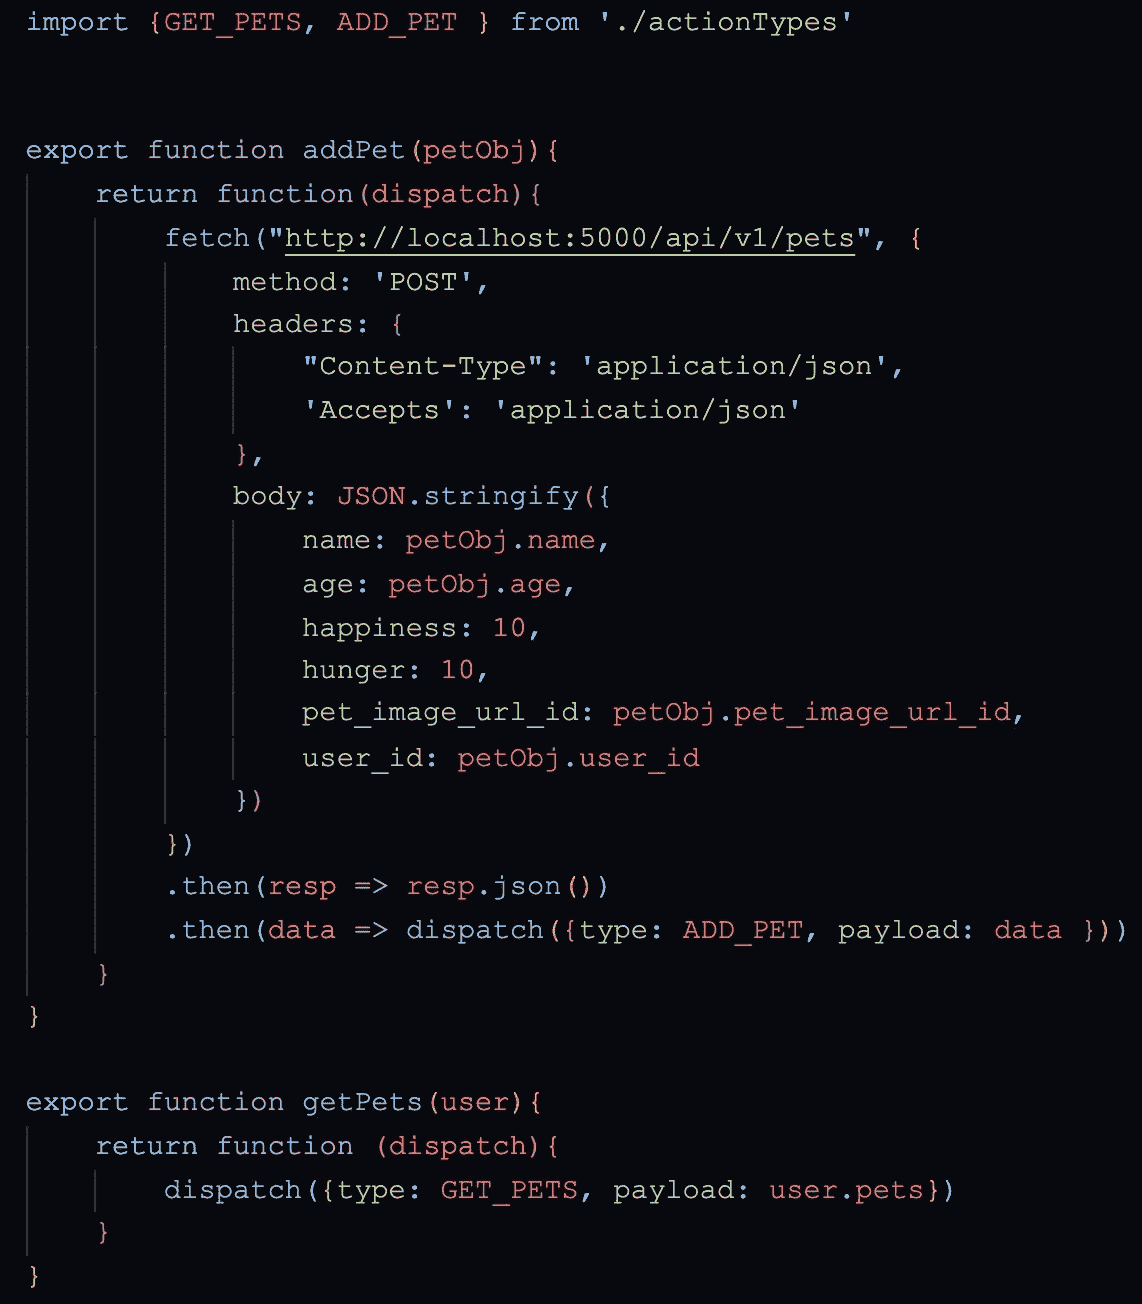 import {GET_PETS, ADD_PET } from './actionTypes'
export function addPet(petObj){
return function(dispatch){
fetch("http://localhost:5000/api/v1/pets", {
method: 'POST',
headers: {
"Content-Type": 'application/json',
'Accepts': 'application/json'
},
body: JSON.stringify({
name: petObj.name,
age: petObj.age,
happiness: 10,
hunger: 10,
pet_image_url_id: petObj.pet_image_url_id,
user_id: petObj.user_id
})
})
.then(resp => resp.json())
.then(data => dispatch({type: ADD_PET, payload: data }))
}
}
export function getPets(user){
return function (dispatch){
dispatch({type: GET_PETS, payload: user.pets})
}
}